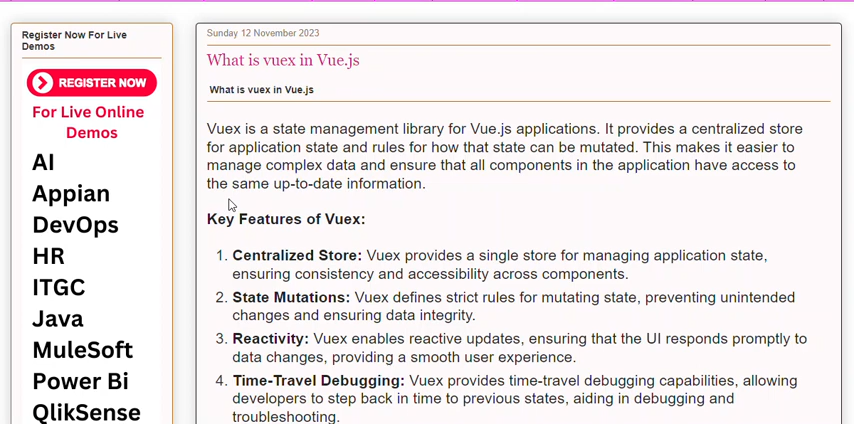 Register Now For Live
Demos
REGISTER NOW
For Live Online
Demos
AI
Appian
DevOps
HR
ITGC
Java
MuleSoft
Power Bi
QlikSense
Sunday 12 November 2023
What is vuex in Vue.js
What is vuex in Vue.js
Vuex is a state management library for Vue.js applications. It provides a centralized store
for application state and rules for how that state can be mutated. This makes it easier to
manage complex data and ensure that all components in the application have access to
the same up-to-date information.
Key Features of Vuex:
1. Centralized Store: Vuex provides a single store for managing application state,
ensuring consistency and accessibility across components.
2. State Mutations: Vuex defines strict rules for mutating state, preventing unintended
changes and ensuring data integrity.
3. Reactivity: Vuex enables reactive updates, ensuring that the UI responds promptly to
data changes, providing a smooth user experience.
4. Time-Travel Debugging: Vuex provides time-travel debugging capabilities, allowing
developers to step back in time to previous states, aiding in debugging and
troubleshooting.